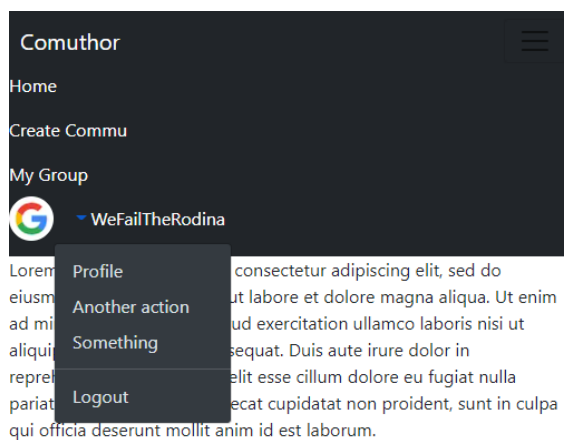 Comuthor
Home
Create Commu
My Group
WeFailTheRodina
Profile
Another action
Something
Logout
Lorem consectetur adipiscing elit, sed do
eiusm ut labore et dolore magna aliqua. Ut enim
ad mi ud exercitation ullamco laboris nisi ut
aliquip sequat. Duis aute irure dolor in
repreh elit esse cillum dolore eu fugiat nulla
pariat ecat cupidatat non proident, sunt in culpa
qui officia deserunt mollit anim id est laborum.